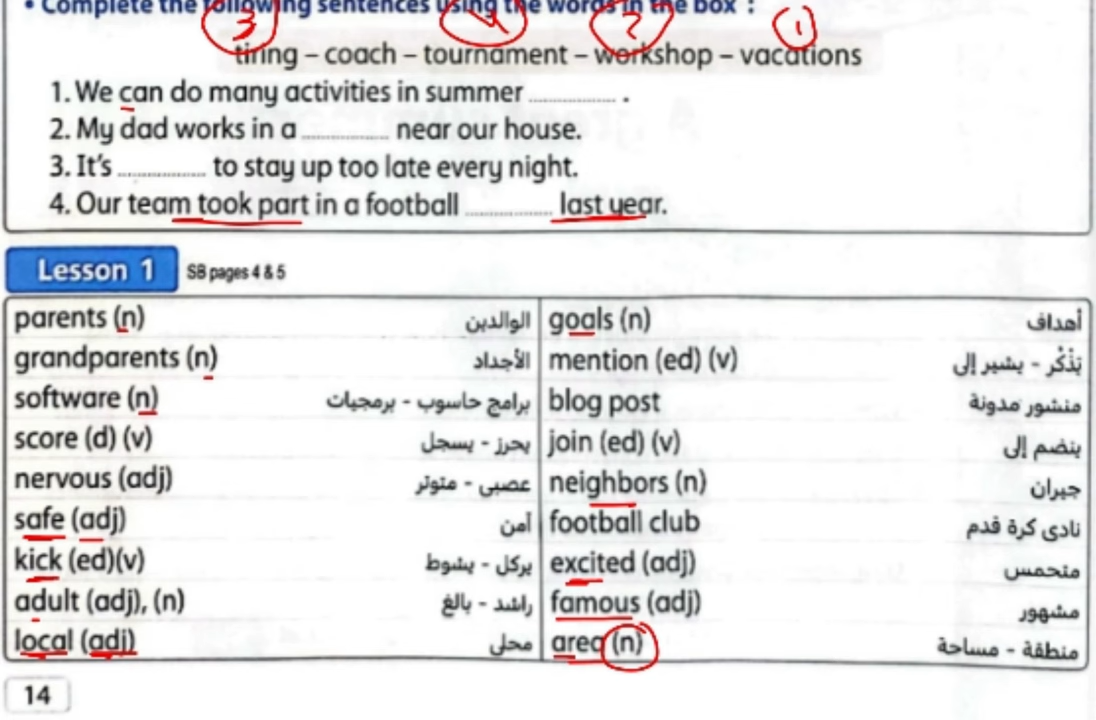 • Complete the following sentences using the words in the box :
3 4 2 1
tiring – coach – tournament – workshop – vacations
1. We can do many activities in summer ............ .
2. My dad works in a ............ near our house.
3. It's ............ to stay up too late every night.
4. Our team took part in a football ............ last year.
Lesson 1 SB pages 4 & 5
parents (n) الوالدين goals (n) أهداف
grandparents (n) الأجداد mention (ed) (v) يَذْكُر - يشير إلى
software (n) برامج حاسوب - برمجيات blog post منشور مدونة
score (d) (v) يحرز - يسجل join (ed) (v) ينضم إلى
nervous (adj) عصبى - متوتر neighbors (n) جيران
safe (adj) آمن football club نادى كرة قدم
kick (ed)(v) يركل - يشوط excited (adj) متحمس
adult (adj), (n) راشد - بالغ famous (adj) مشهور
local (adj) محلى area (n) منطقة - مساحة
14